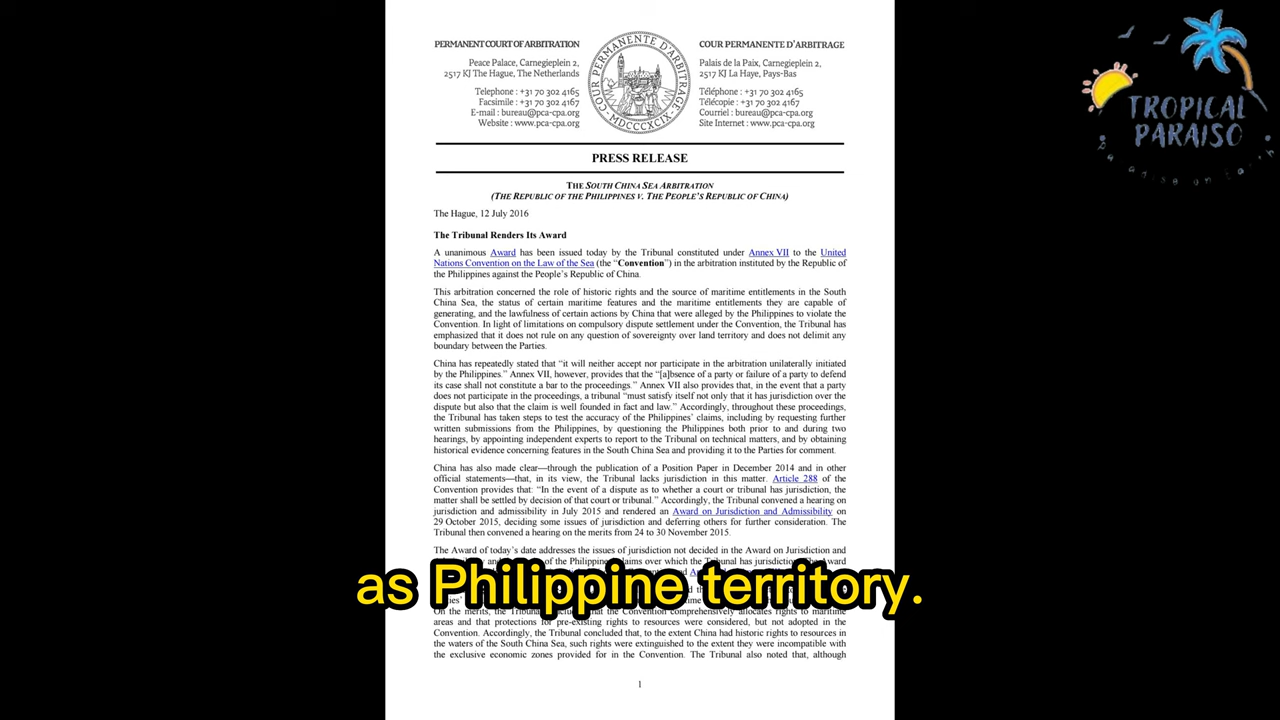 PERMANENT COURT OF ARBITRATION
Peace Palace, Carnegieplein 2,
2517 KJ The Hague, The Netherlands
Telephone : +31 70 302 4165
Facsimile : +31 70 302 4167
E-mail : bureau@pca-cpa.org
Website : www.pca-cpa.org
COUR PERMANENTE D'ARBITRAGE
MDCCCXCIX
COUR PERMANENTE D'ARBITRAGE
Palais de la Paix, Carnegieplein 2,
2517 KJ La Haye, Pays-Bas
Téléphone : +31 70 302 4165
Télécopie : +31 70 302 4167
Courriel : bureau@pca-cpa.org
Site Internet : www.pca-cpa.org
TROPICAL
PARAISO
PRESS RELEASE
THE SOUTH CHINA SEA ARBITRATION
(THE REPUBLIC OF THE PHILIPPINES V. THE PEOPLE'S REPUBLIC OF CHINA)
The Hague, 12 July 2016
The Tribunal Renders Its Award
A unanimous Award has been issued today by the Tribunal constituted under Annex VII to the United
Nations Convention on the Law of the Sea (the “Convention”) in the arbitration instituted by the Republic of
the Philippines against the People's Republic of China.
This arbitration concerned the role of historic rights and the source of maritime entitlements in the South
China Sea, the status of certain maritime features and the maritime entitlements they are capable of
generating, and the lawfulness of certain actions by China that were alleged by the Philippines to violate the
Convention. In light of limitations on compulsory dispute settlement under the Convention, the Tribunal has
emphasized that it does not rule on any question of sovereignty over land territory and does not delimit any
boundary between the Parties.
China has repeatedly stated that “it will neither accept nor participate in the arbitration unilaterally initiated
by the Philippines.” Annex VII, however, provides that the “[a]bsence of a party or failure of a party to defend
its case shall not constitute a bar to the proceedings.” Annex VII also provides that, in the event that a party
does not participate in the proceedings, a tribunal “must satisfy itself not only that it has jurisdiction over the
dispute but also that the claim is well founded in fact and law.” Accordingly, throughout these proceedings,
the Tribunal has taken steps to test the accuracy of the Philippines' claims, including by requesting further
written submissions from the Philippines, by questioning the Philippines both prior to and during two
hearings, by appointing independent experts to report to the Tribunal on technical matters, and by obtaining
historical evidence concerning features in the South China Sea and providing it to the Parties for comment.
China has also made clear—through the publication of a Position Paper in December 2014 and in other
official statements—that, in its view, the Tribunal lacks jurisdiction in this matter. Article 288 of the
Convention provides that: “In the event of a dispute as to whether a court or tribunal has jurisdiction, the
matter shall be settled by decision of that court or tribunal.” Accordingly, the Tribunal convened a hearing on
jurisdiction and admissibility in July 2015 and rendered an Award on Jurisdiction and Admissibility on
29 October 2015, deciding some issues of jurisdiction and deferring others for further consideration. The
Tribunal then convened a hearing on the merits from 24 to 30 November 2015.
The Award of today's date addresses the issues of jurisdiction not decided in the Award on Jurisdiction and
of the Philippines' claims over which the Tribunal has jurisdiction. The Award
as Philippine territory.
On the merits, the Tribunal concluded that the Convention comprehensively allocates rights to maritime
areas and that protections for pre-existing rights to resources were considered, but not adopted in the
Convention. Accordingly, the Tribunal concluded that, to the extent China had historic rights to resources in
the waters of the South China Sea, such rights were extinguished to the extent they were incompatible with
the exclusive economic zones provided for in the Convention. The Tribunal also noted that, although
1